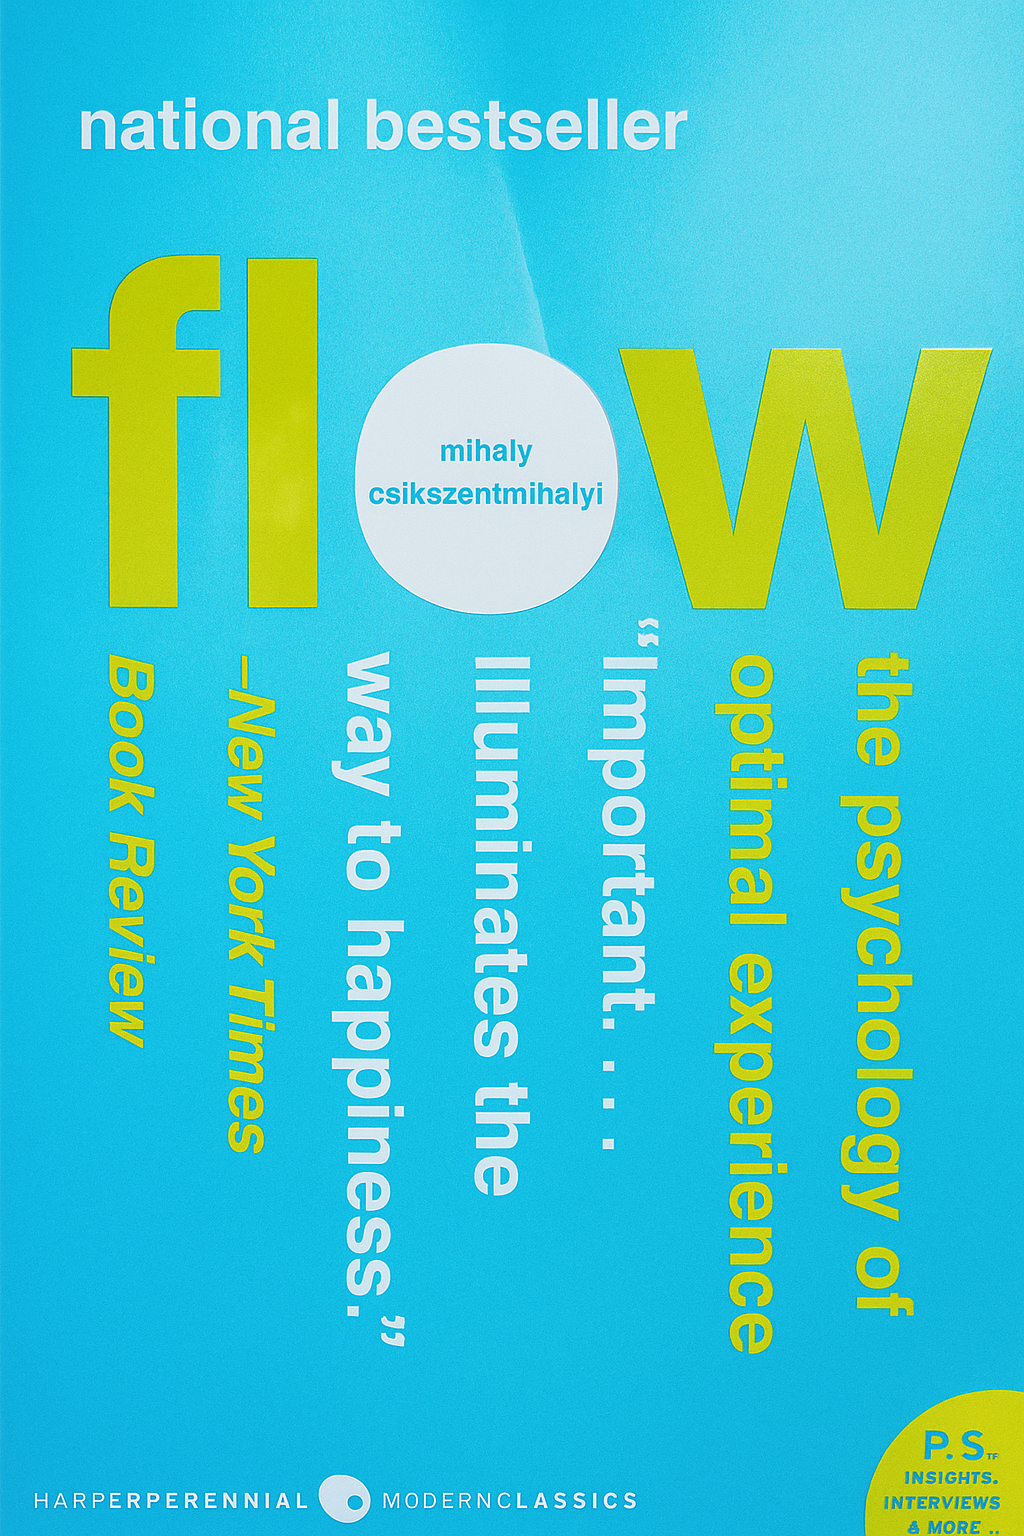 national bestseller
flow
mihaly
csikszentmihalyi
the psychology of
optimal experience
“Important. . . .
Illuminates the
way to happiness.”
—New York Times
Book Review
HARPERPERENNIAL MODERNCLASSICS
P.S.
INSIGHTS.
INTERVIEWS
& MORE ..